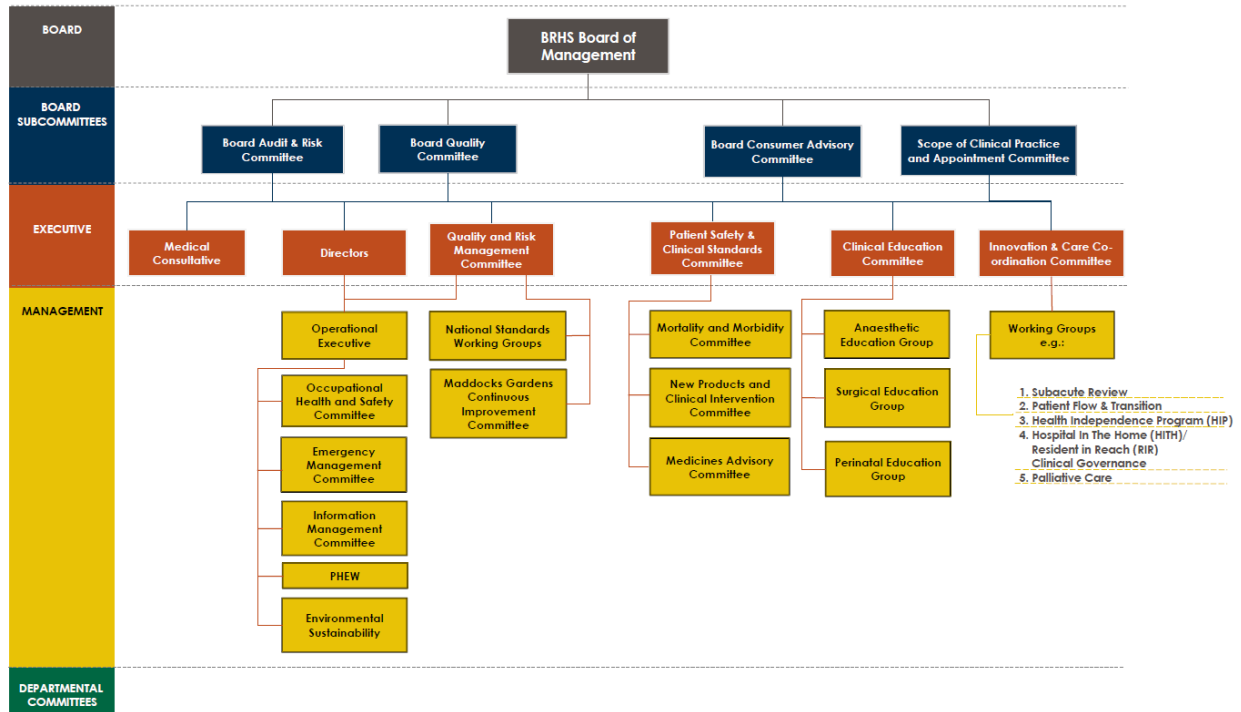 BOARD
BRHS Board of
Management
BOARD
SUBCOMMITTEES
Board Audit & Risk
Committee
Board Quality
Committee
Board Consumer Advisory
Committee
Scope of Clinical Practice
and Appointment Committee
EXECUTIVE
Medical
Consultative
Directors
Quality and Risk
Management
Committee
Patient Safety &
Clinical Standards
Committee
Clinical Education
Committee
Innovation & Care Co-
ordination Committee
MANAGEMENT
Operational
Executive
Occupational
Health and Safety
Committee
Emergency
Management
Committee
Information
Management
Committee
PHEW
Environmental
Sustainability
National Standards
Working Groups
Maddocks Gardens
Continuous
Improvement
Committee
Mortality and Morbidity
Committee
New Products and
Clinical Intervention
Committee
Medicines Advisory
Committee
Anaesthetic
Education Group
Surgical Education
Group
Perinatal Education
Group
Working Groups
e.g.:
1. Subacute Review
2. Patient Flow & Transition
3. Health Independence Program (HIP)
4. Hospital In The Home (HITH)/
Resident in Reach (RIR)
Clinical Governance
5. Palliative Care
DEPARTMENTAL
COMMITTEES